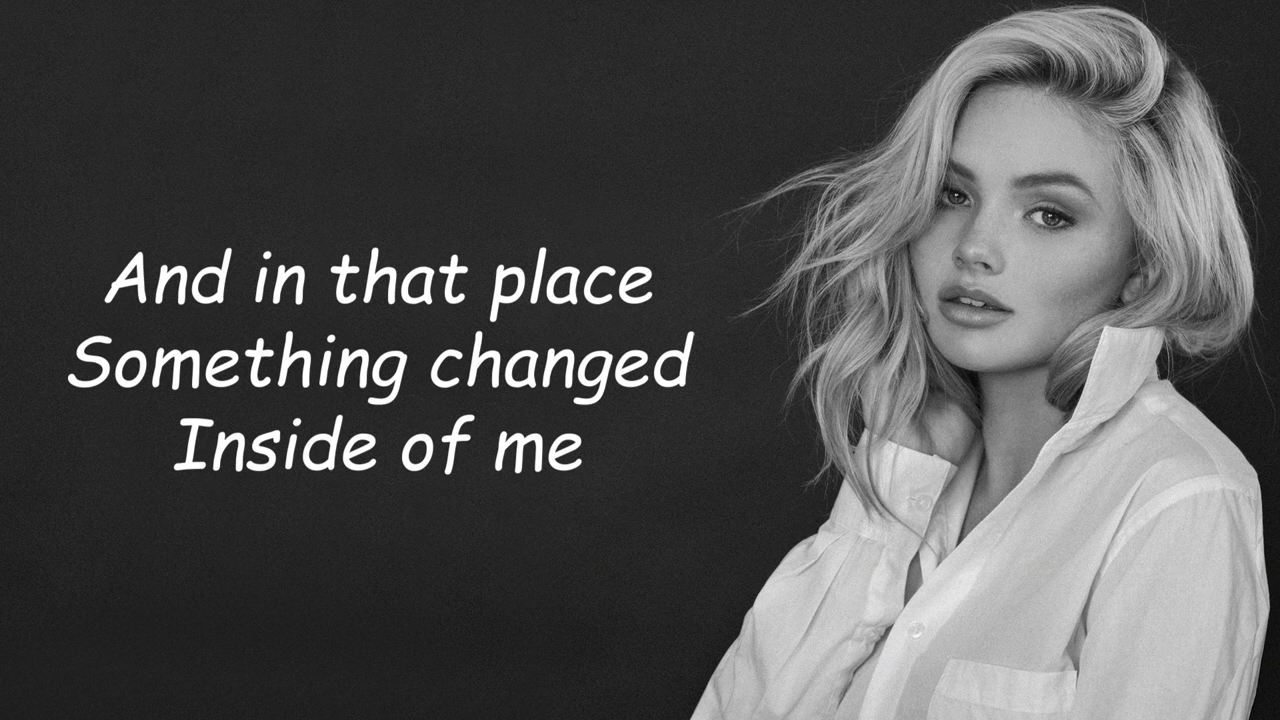 And in that place
Something changed
Inside of me